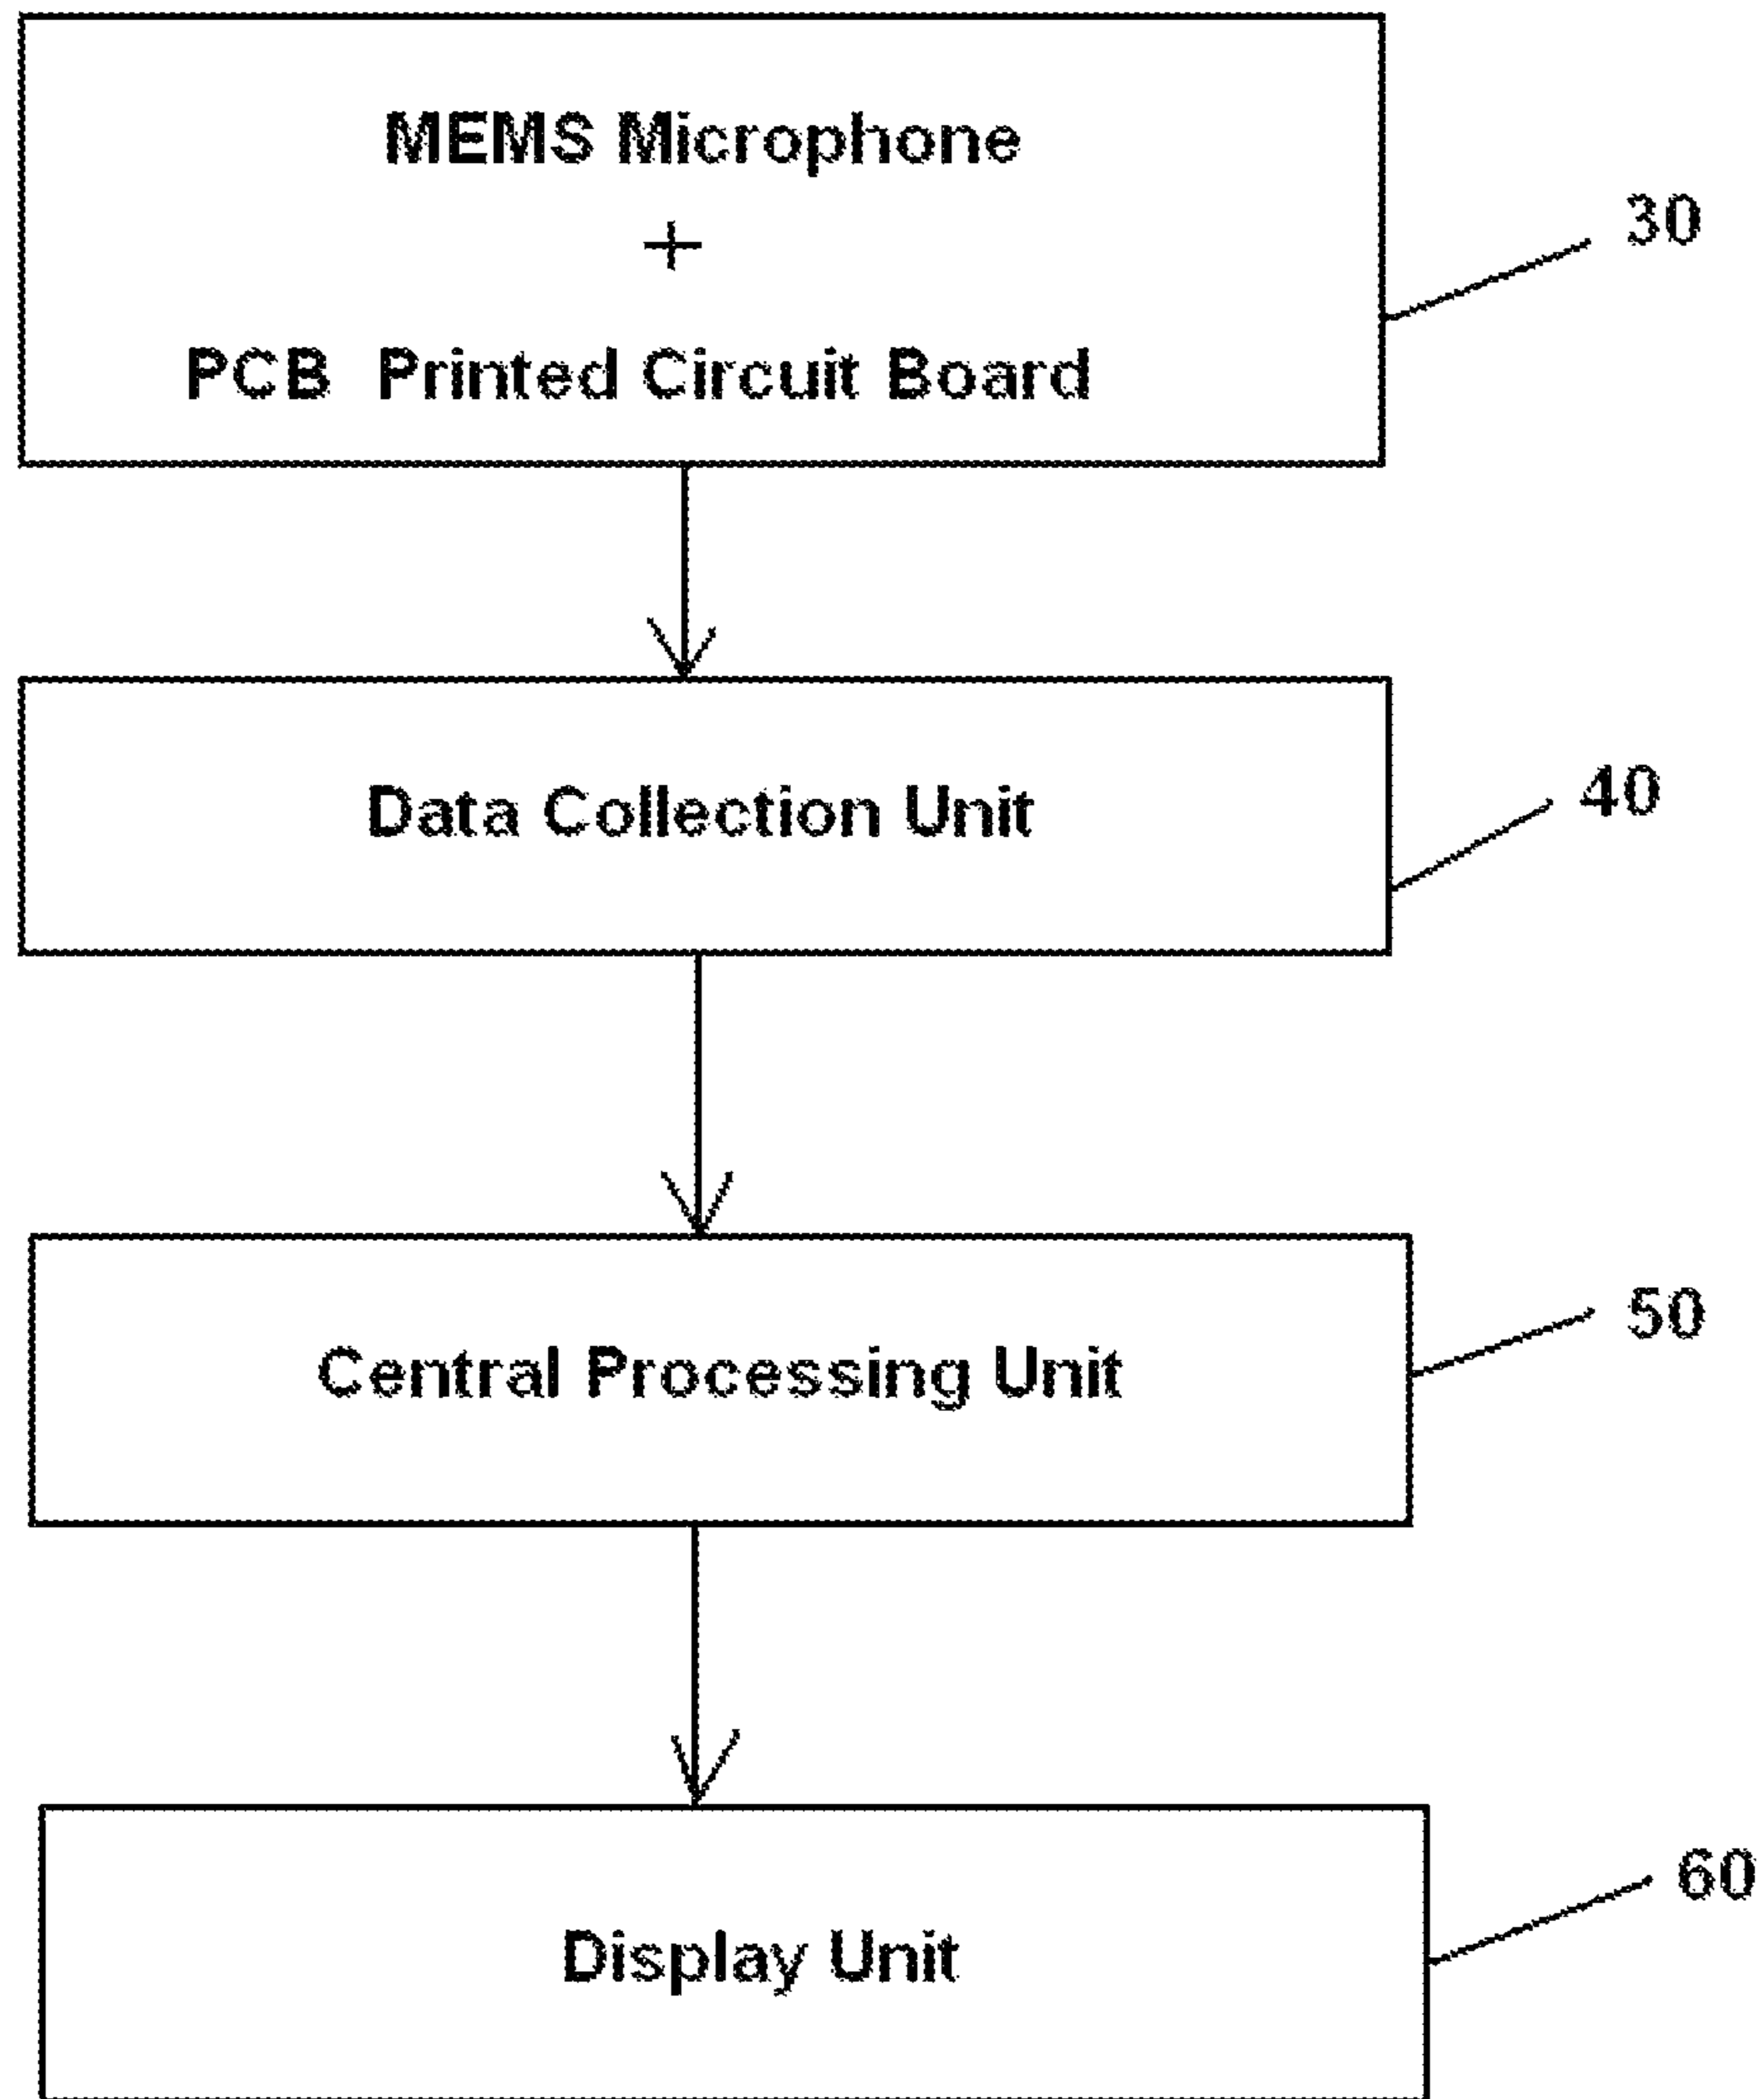 MEMS Microphone
+
PCB Printed Circuit Board
30
Data Collection Unit
40
Central Processing Unit
50
Display Unit
60